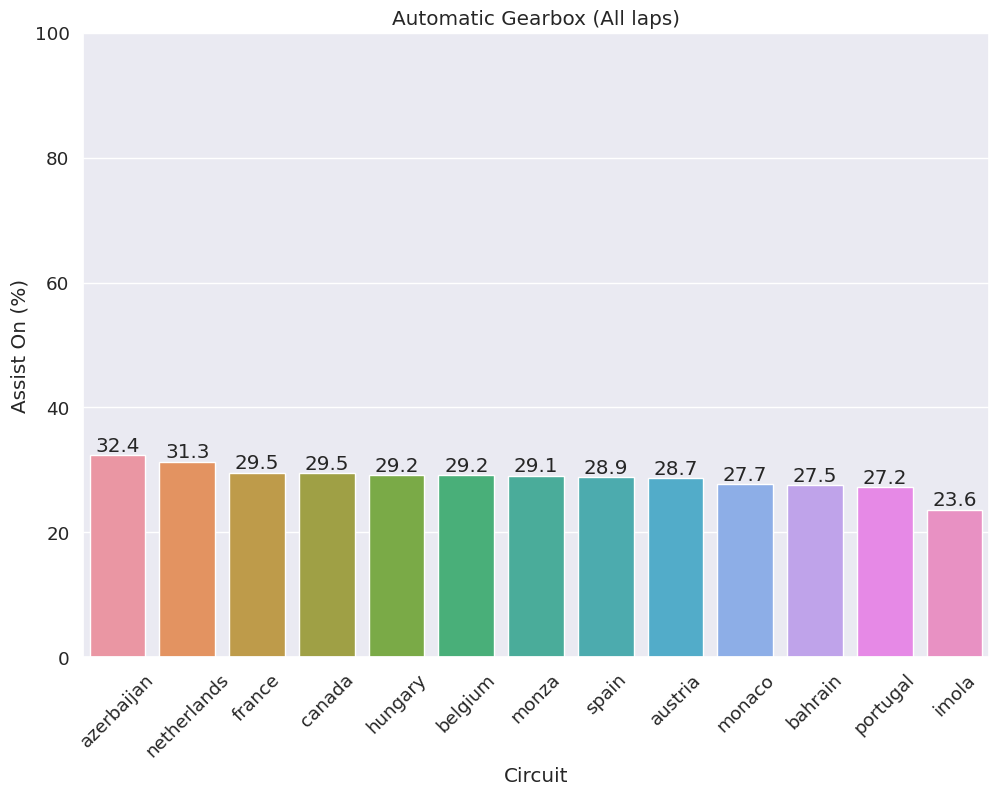 Automatic Gearbox (All laps)
Assist On (%)
100
80
60
40
20
0
32.4
31.3
29.5
29.5
29.2
29.2
29.1
28.9
28.7
27.7
27.5
27.2
23.6
azerbaijan
netherlands
france
canada
hungary
belgium
monza
spain
austria
monaco
bahrain
portugal
imola
Circuit